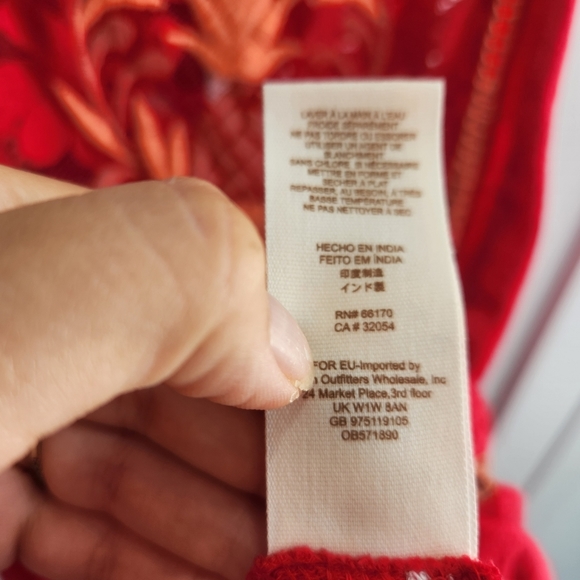 LAVER À LA MAIN À L'EAU
FROIDE SÉPARÉMENT
NE PAS TORDRE OU ESSORER
UTILISER UN AGENT DE
BLANCHIMENT
SANS CHLORE, SI NÉCESSAIRE
METTRE EN FORME ET
SÉCHER À PLAT
REPASSER, AU BESOIN, À TRÈS
BASSE TEMPÉRATURE
NE PAS NETTOYER À SEC
HECHO EN INDIA
FEITO EM ÍNDIA
印度制造
インド製
RN# 66170
CA # 32054
FOR EU-Imported by
Outfitters Wholesale, Inc
Market Place,3rd floor
UK W1W 8AN
GB 975119105
OB571890